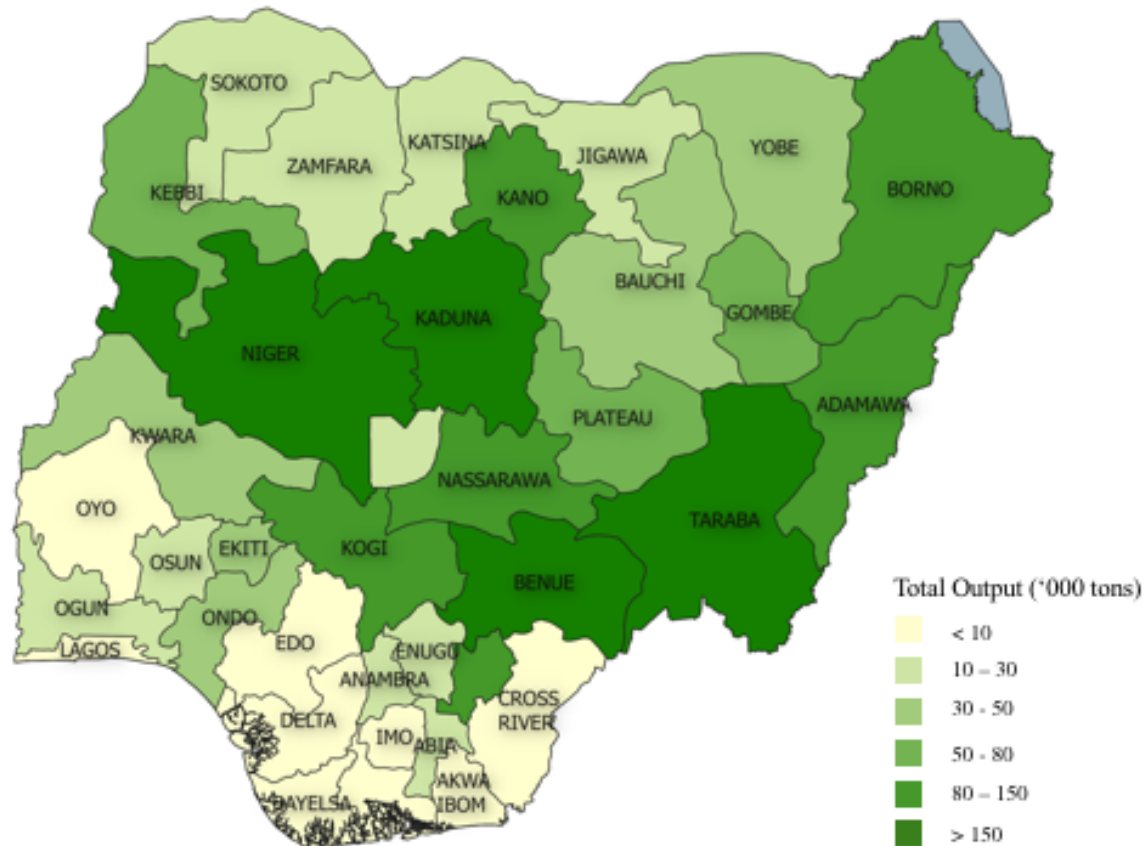 SOKOTO
KATSINA
ZAMFARA
JIGAWA
YOBE
KEBBI
KANO
BORNO
BAUCHI
GOMBE
KADUNA
NIGER
ADAMAWA
PLATEAU
KWARA
NASSARAWA
OYO
TARABA
OSUN
EKITI
KOGI
BENUE
OGUN
ONDO
EDO
LAGOS
ENUGU
ANAMBRA
CROSS
RIVER
DELTA
IMO
ABIA
AKWA
IBOM
BAYELSA
Total Output (‘000 tons)
< 10
10 – 30
30 - 50
50 - 80
80 – 150
> 150